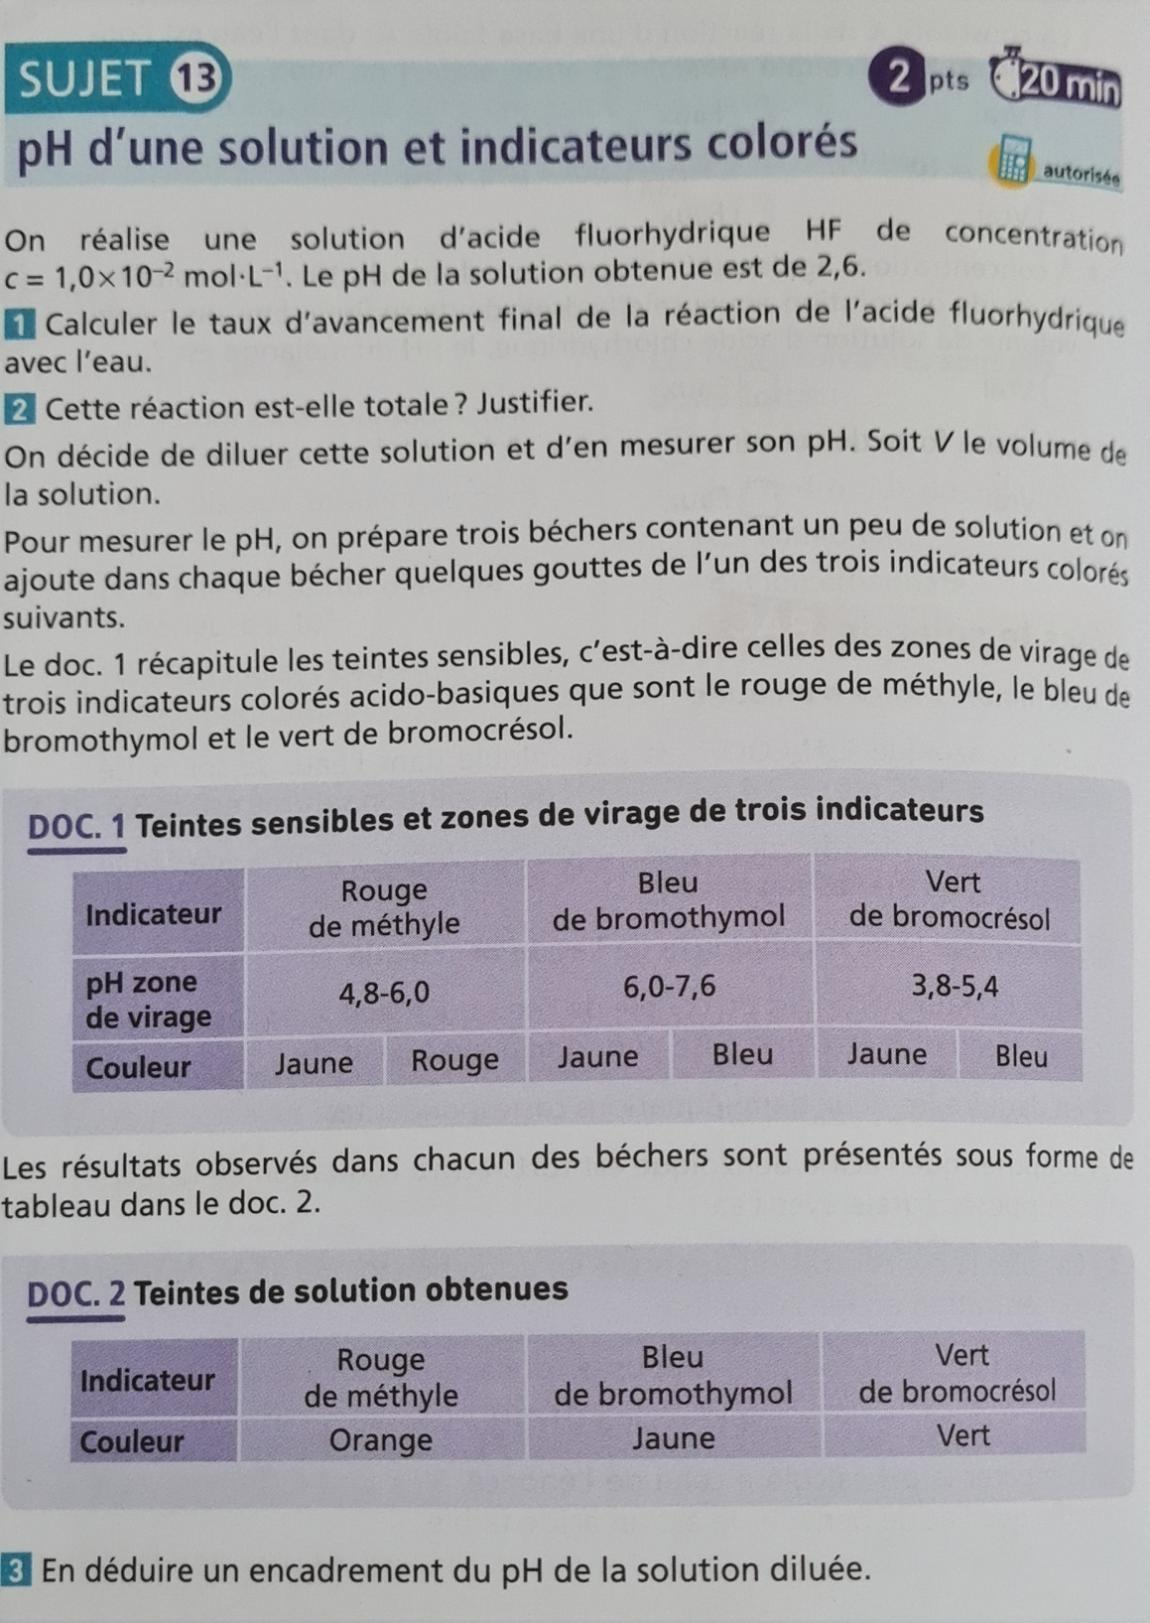 SUJET 13
2 pts 20 min
pH d'une solution et indicateurs colorés
autorisée
On réalise une solution d'acide fluorhydrique HF de concentration
c = 1,0×10⁻² mol·L⁻¹. Le pH de la solution obtenue est de 2,6.
1 Calculer le taux d'avancement final de la réaction de l'acide fluorhydrique
avec l'eau.
2 Cette réaction est-elle totale ? Justifier.
On décide de diluer cette solution et d'en mesurer son pH. Soit V le volume de
la solution.
Pour mesurer le pH, on prépare trois béchers contenant un peu de solution et on
ajoute dans chaque bécher quelques gouttes de l'un des trois indicateurs colorés
suivants.
Le doc. 1 récapitule les teintes sensibles, c'est-à-dire celles des zones de virage de
trois indicateurs colorés acido-basiques que sont le rouge de méthyle, le bleu de
bromothymol et le vert de bromocrésol.
DOC. 1 Teintes sensibles et zones de virage de trois indicateurs
Indicateur
Rouge
de méthyle
Bleu
de bromothymol
Vert
de bromocrésol
pH zone
de virage
4,8-6,0
6,0-7,6
3,8-5,4
Couleur
Jaune
Rouge
Jaune
Bleu
Jaune
Bleu
Les résultats observés dans chacun des béchers sont présentés sous forme de
tableau dans le doc. 2.
DOC. 2 Teintes de solution obtenues
Indicateur
Rouge
de méthyle
Bleu
de bromothymol
Vert
de bromocrésol
Couleur
Orange
Jaune
Vert
3 En déduire un encadrement du pH de la solution diluée.